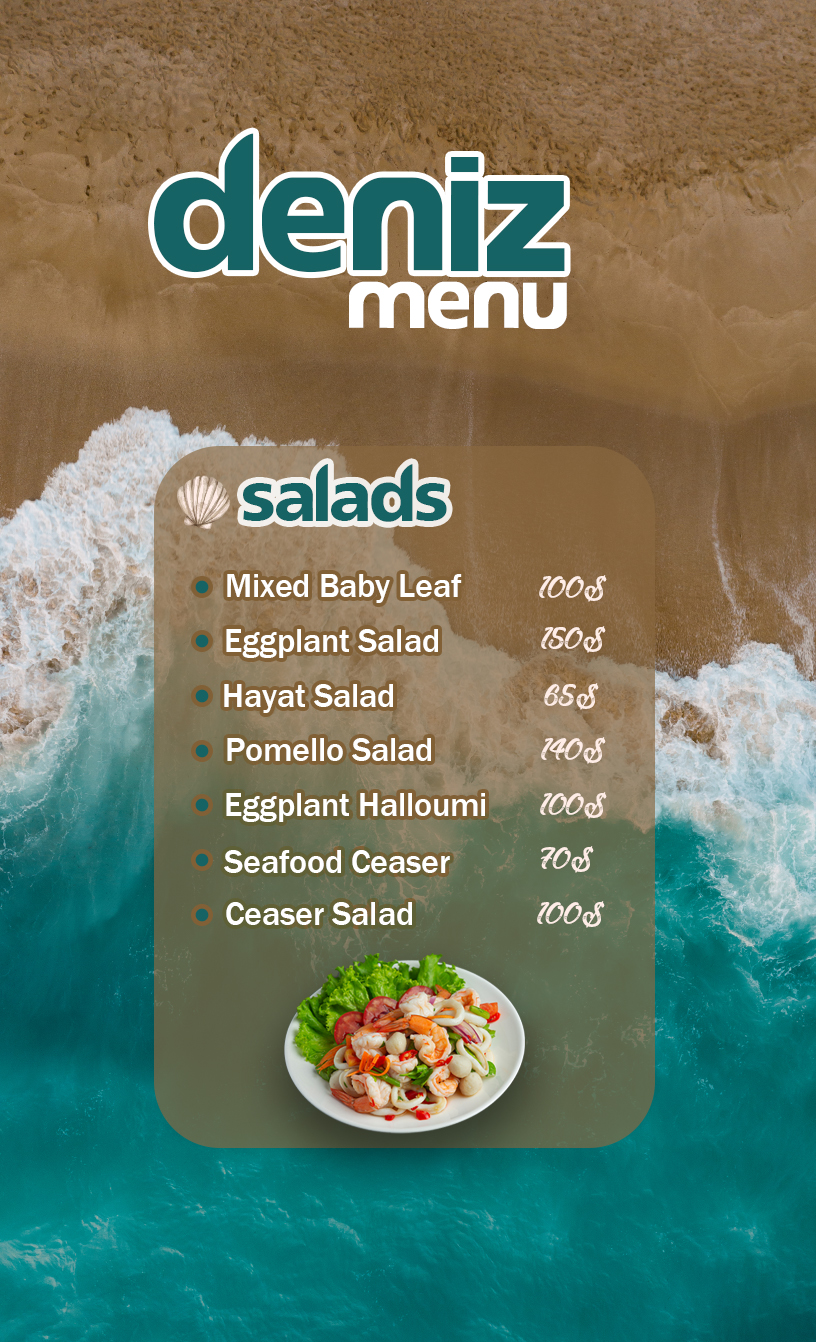 deniz
menu
salads
Mixed Baby Leaf 100$
Eggplant Salad 150$
Hayat Salad 65$
Pomello Salad 140$
Eggplant Halloumi 100$
Seafood Ceaser 70$
Ceaser Salad 100$